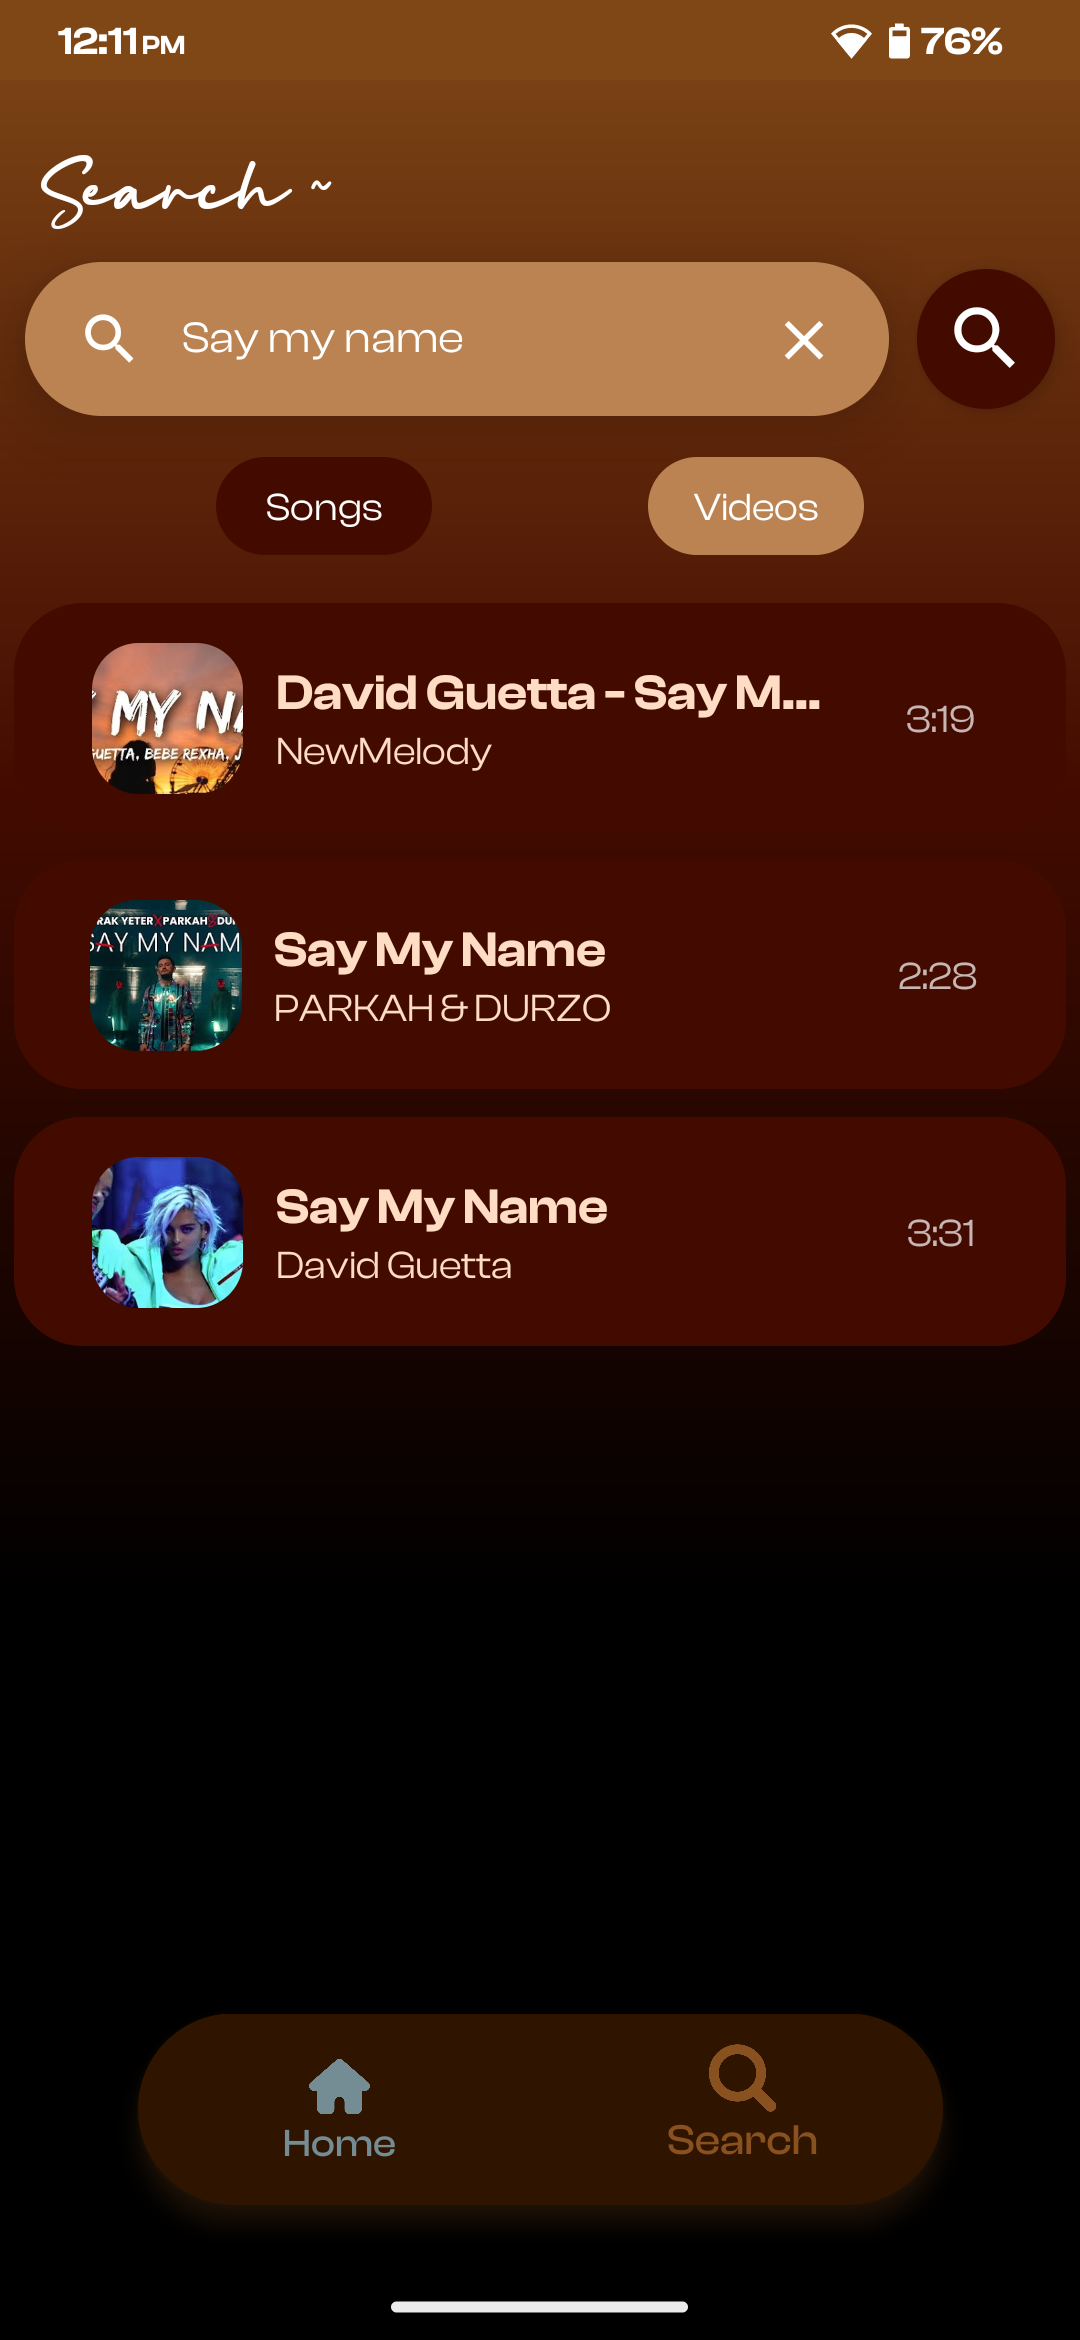 12:11 PM
76%
Search ~
Say my name
Songs
Videos
MY
GUETTA, BEBE REXHA, J
David Guetta - Say M...
NewMelody
3:19
RAK YETER X PARKAH & DU
SAY MY NAM
Say My Name
PARKAH & DURZO
2:28
Say My Name
David Guetta
3:31
Home
Search